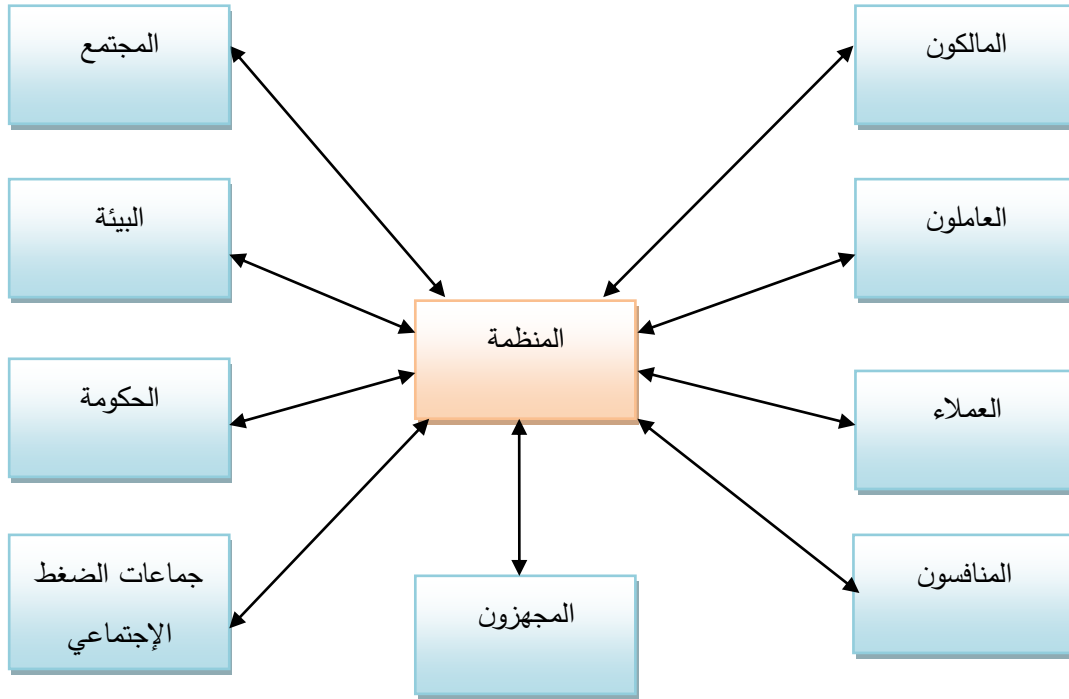 المالكون
المجتمع
العاملون
البيئة
المنظمة
الحكومة
العملاء
المنافسون
جماعات الضغط
الإجتماعي
المجهزون